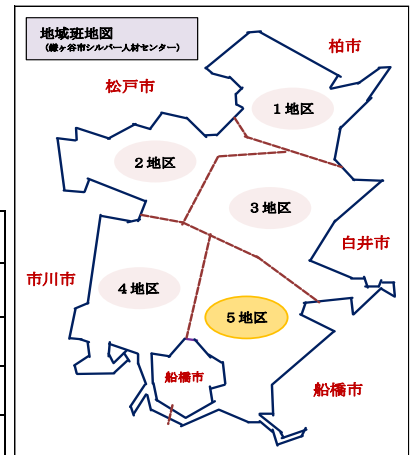 地域班地図
(鎌ヶ谷市シルバー人材センター)
柏市
松戸市
1地区
2地区
3地区
白井市
市川市
4地区
5地区
船橋市
船橋市